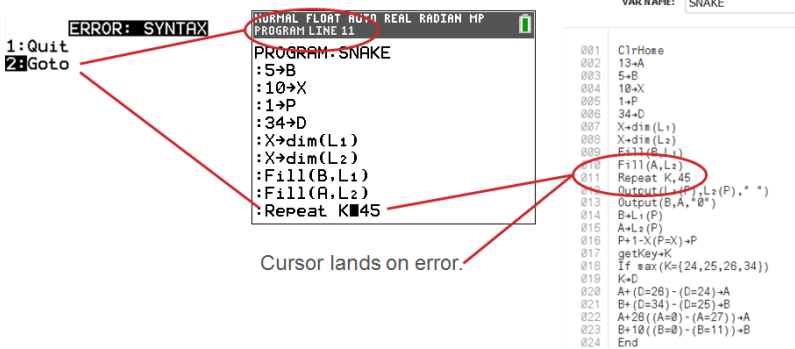 ERROR: SYNTAX
1:Quit
2:Goto
NORMAL FLOAT AUTO REAL RADIAN MP
PROGRAM LINE 11
PROGRAM:SNAKE
:5→B
:10→X
:1→P
:34→D
:X→dim(L₁)
:X→dim(L₂)
:Fill(B,L₁)
:Fill(A,L₂)
:Repeat K 45
Cursor lands on error.
VAR NAME: SNAKE
001 ClrHome
002 13→A
003 5→B
004 10→X
005 1→P
006 34→D
007 X→dim(L₁)
008 X→dim(L₂)
009 Fill(B,L₁)
010 Fill(A,L₂)
011 Repeat K,45
012 Output(L₁(P),L₂(P)," ")
013 Output(B,A,"0")
014 B→L₁(P)
015 A→L₂(P)
016 P+1-X(P=X)→P
017 getKey→K
018 If max(K={24,25,26,34})
019 K→D
020 A+(D=26)-(D=24)→A
021 B+(D=34)-(D=25)→B
022 A+26((A=0)-(A=27))→A
023 B+10((B=0)-(B=11))→B
024 End